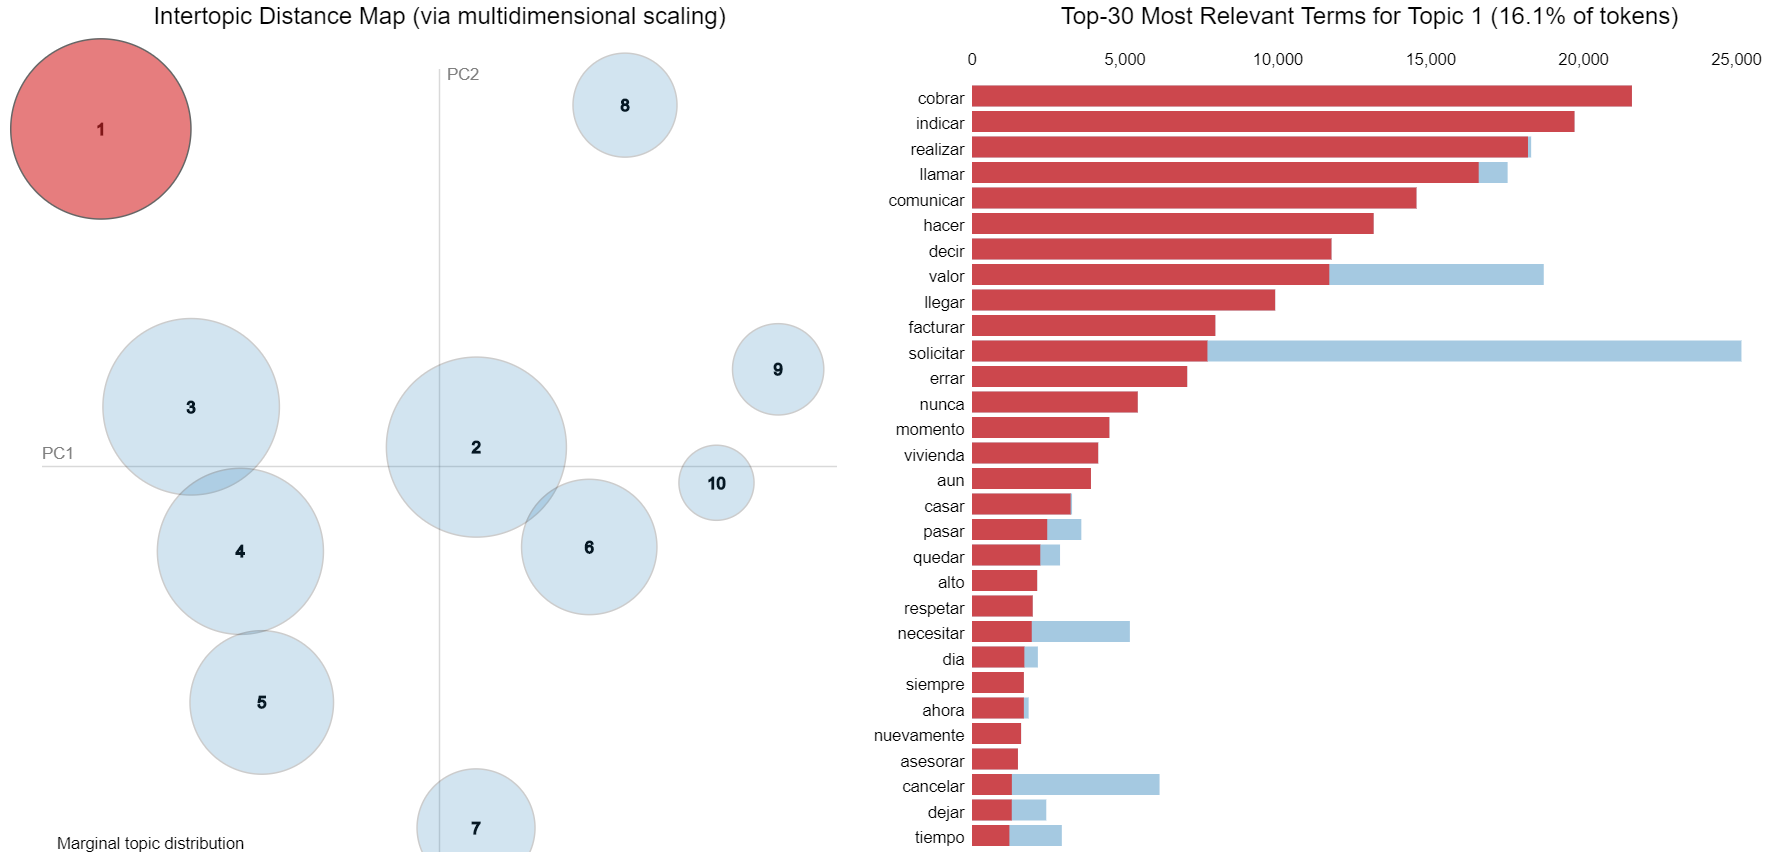 Intertopic Distance Map (via multidimensional scaling)
PC2
PC1
1
8
3
9
2
10
4
6
5
7
Marginal topic distribution
Top-30 Most Relevant Terms for Topic 1 (16.1% of tokens)
0 5,000 10,000 15,000 20,000 25,000
cobrar
indicar
realizar
llamar
comunicar
hacer
decir
valor
llegar
facturar
solicitar
errar
nunca
momento
vivienda
aun
casar
pasar
quedar
alto
respetar
necesitar
dia
siempre
ahora
nuevamente
asesorar
cancelar
dejar
tiempo